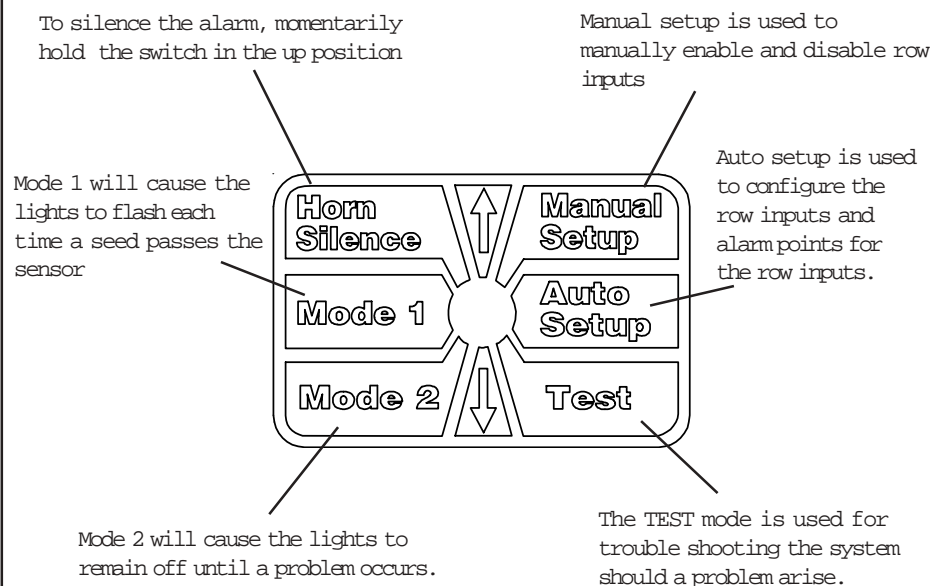 To silence the alarm, momentarily
hold the switch in the up position
Manual setup is used to
manually enable and disable row
inputs
Mode 1 will cause the
lights to flash each
time a seed passes the
sensor
Auto setup is used
to configure the
row inputs and
alarm points for
the row inputs.
Horn
Silence
Manual
Setup
Mode 1
Auto
Setup
Mode 2
Test
Mode 2 will cause the lights to
remain off until a problem occurs.
The TEST mode is used for
trouble shooting the system
should a problem arise.